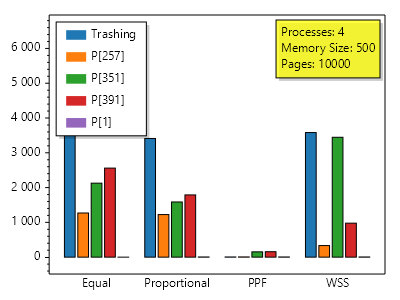 6 000
5 000
4 000
3 000
2 000
1 000
0
Trashing
P[257]
P[351]
P[391]
P[1]
Processes: 4
Memory Size: 500
Pages: 10000
Equal
Proportional
PPF
WSS